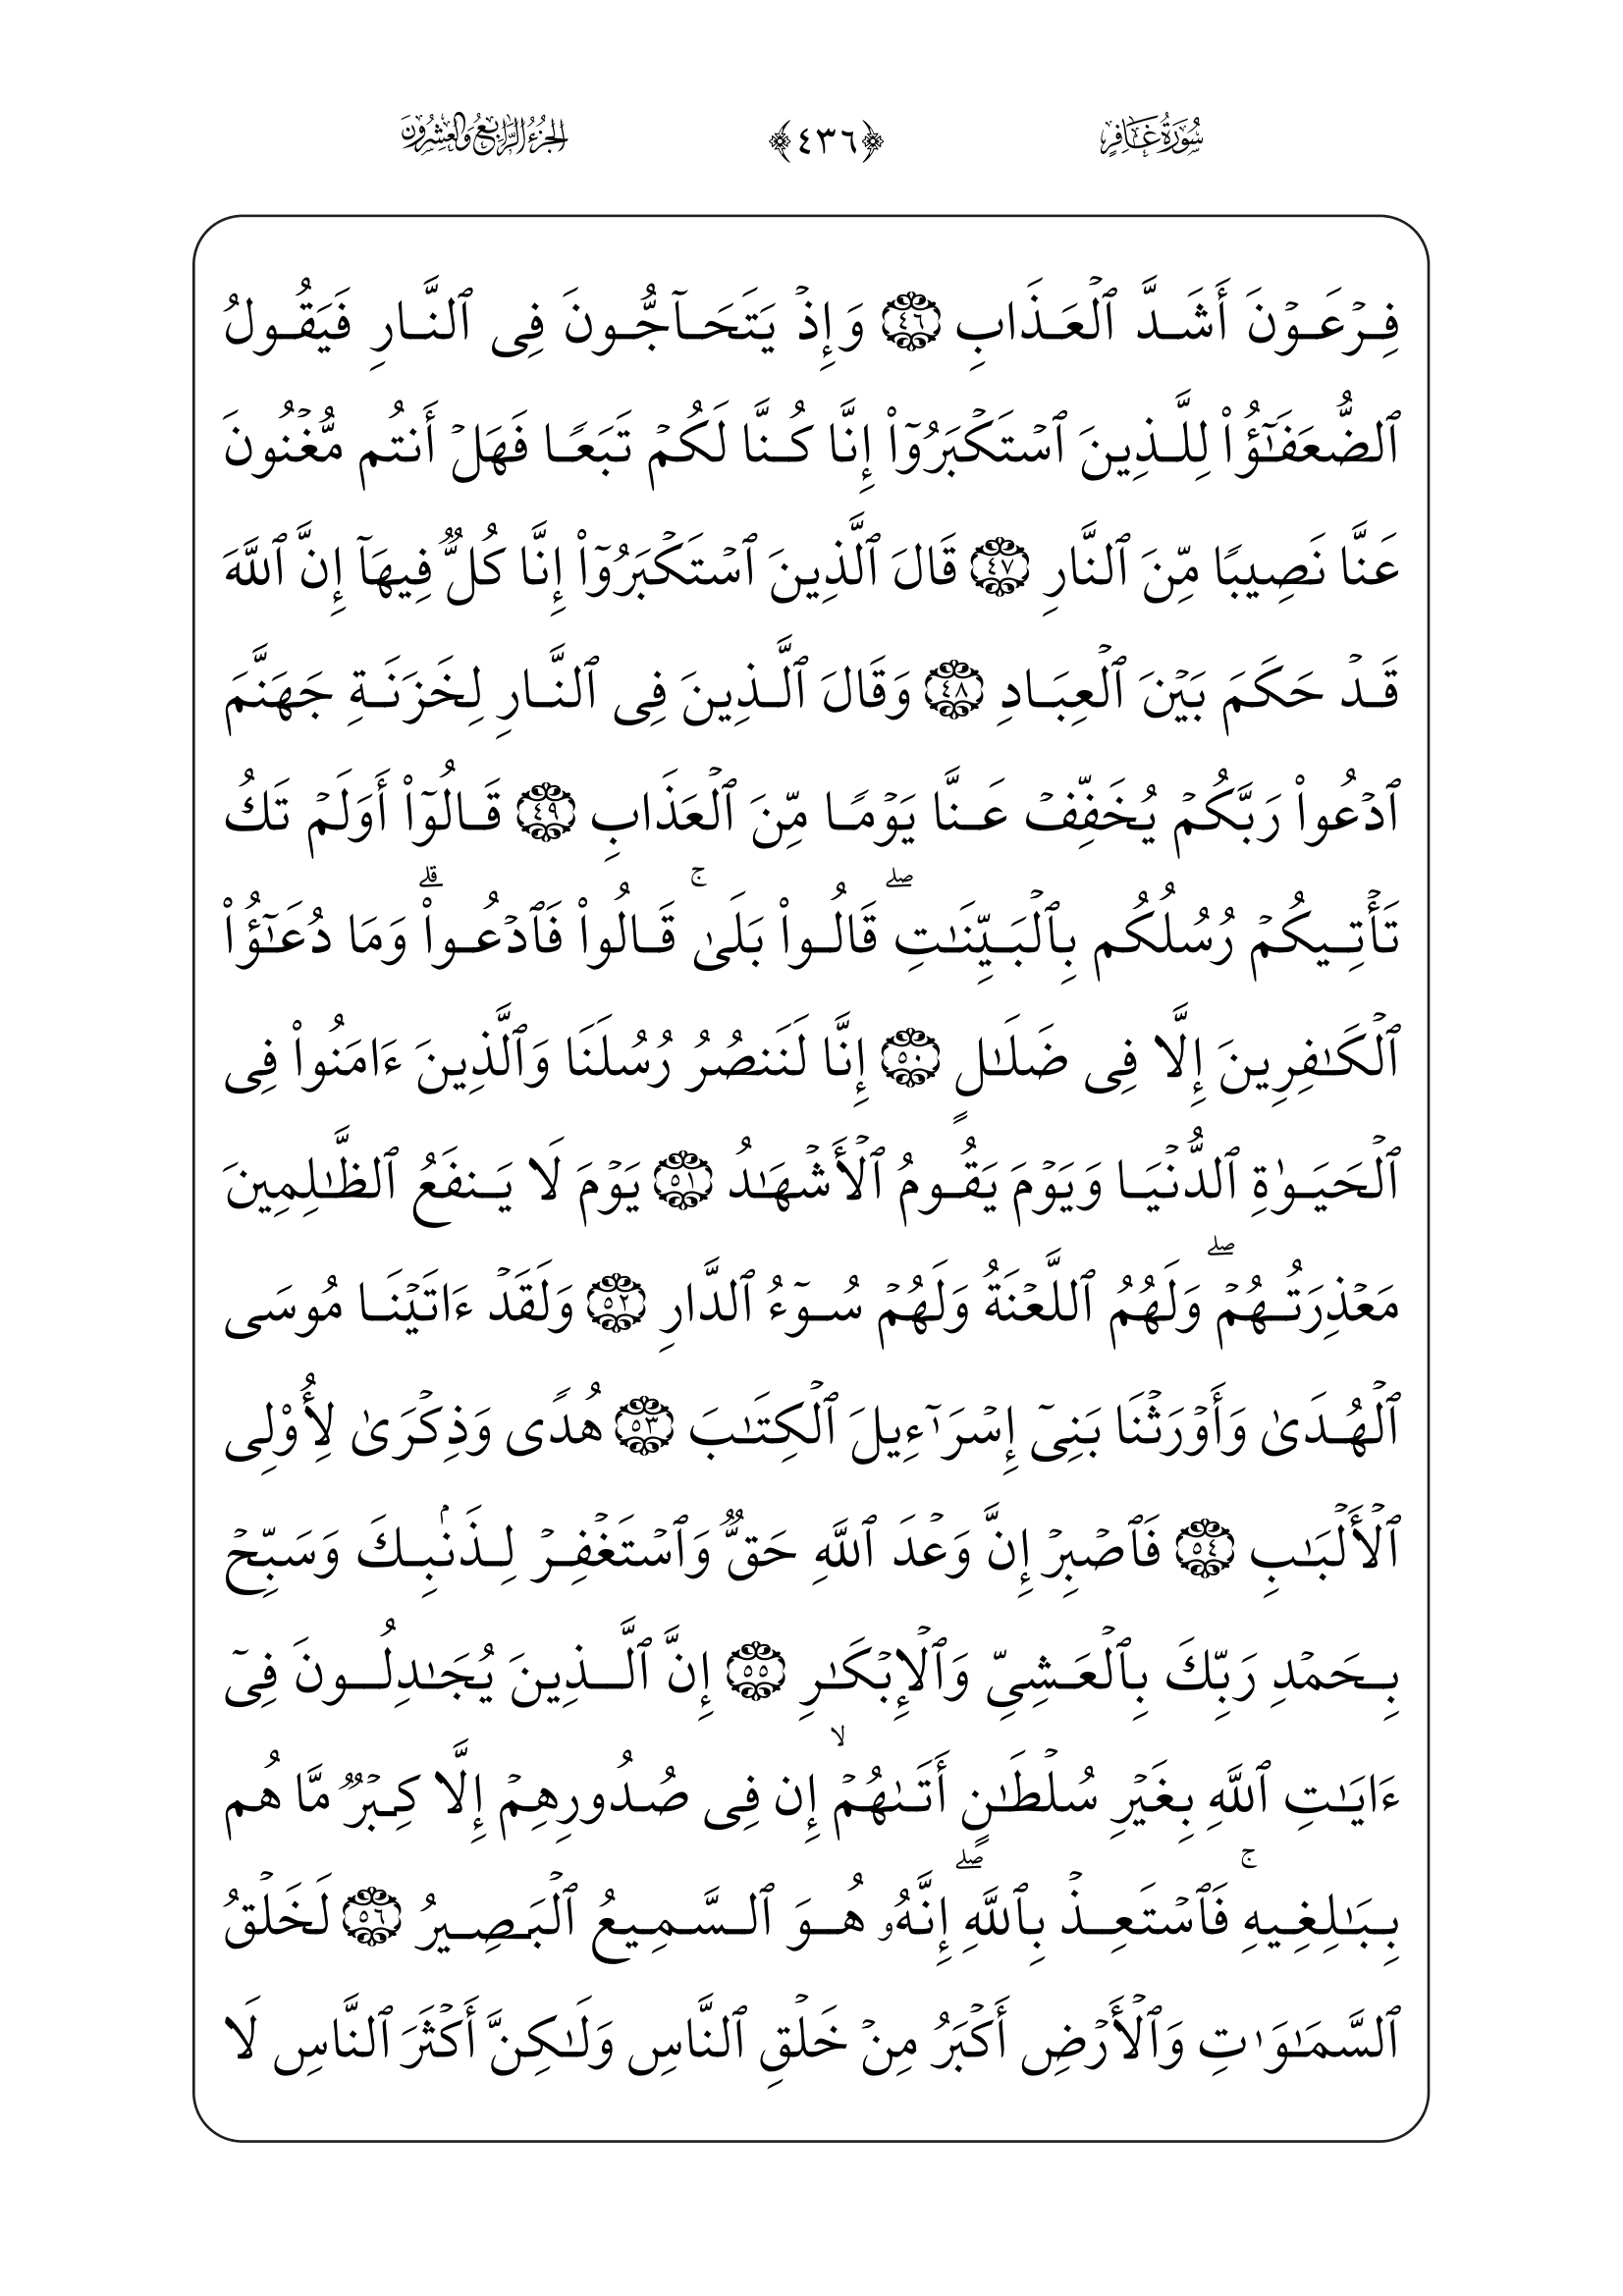 سُورَةُ غَافِرٍ ﴿٤٣٦﴾ الجُزْءُ الرَّابِعُ وَالعِشْرُونَ
فِرۡعَوۡنَ أَشَدَّ ٱلۡعَذَابِ ٤٦ وَإِذۡ يَتَحَآجُّونَ فِى ٱلنَّارِ فَيَقُولُ
ٱلضُّعَفَـٰٓؤُا۟ لِلَّذِينَ ٱسۡتَكۡبَرُوٓا۟ إِنَّا كُنَّا لَكُمۡ تَبَعًا فَهَلۡ أَنتُم مُّغۡنُونَ
عَنَّا نَصِيبًا مِّنَ ٱلنَّارِ ٤٧ قَالَ ٱلَّذِينَ ٱسۡتَكۡبَرُوٓا۟ إِنَّا كُلٌّ فِيهَآ إِنَّ ٱللَّهَ
قَدۡ حَكَمَ بَيۡنَ ٱلۡعِبَادِ ٤٨ وَقَالَ ٱلَّذِينَ فِى ٱلنَّارِ لِخَزَنَةِ جَهَنَّمَ
ٱدۡعُوا۟ رَبَّكُمۡ يُخَفِّفۡ عَنَّا يَوۡمًا مِّنَ ٱلۡعَذَابِ ٤٩ قَالُوٓا۟ أَوَلَمۡ تَكُ
تَأۡتِيكُمۡ رُسُلُكُم بِٱلۡبَيِّنَـٰتِۖ قَالُوا۟ بَلَىٰۚ قَالُوا۟ فَٱدۡعُوا۟ۗ وَمَا دُعَـٰٓؤُا۟
ٱلۡكَـٰفِرِينَ إِلَّا فِى ضَلَـٰلٍ ٥٠ إِنَّا لَنَنصُرُ رُسُلَنَا وَٱلَّذِينَ ءَامَنُوا۟ فِى
ٱلۡحَيَوٰةِ ٱلدُّنۡيَا وَيَوۡمَ يَقُومُ ٱلۡأَشۡهَـٰدُ ٥١ يَوۡمَ لَا يَنفَعُ ٱلظَّـٰلِمِينَ
مَعۡذِرَتُهُمۡۖ وَلَهُمُ ٱللَّعۡنَةُ وَلَهُمۡ سُوٓءُ ٱلدَّارِ ٥٢ وَلَقَدۡ ءَاتَيۡنَا مُوسَى
ٱلۡهُدَىٰ وَأَوۡرَثۡنَا بَنِىٓ إِسۡرَٰٓءِيلَ ٱلۡكِتَـٰبَ ٥٣ هُدًى وَذِكۡرَىٰ لِأُو۟لِى
ٱلۡأَلۡبَـٰبِ ٥٤ فَٱصۡبِرۡ إِنَّ وَعۡدَ ٱللَّهِ حَقٌّ وَٱسۡتَغۡفِرۡ لِذَنۢبِكَ وَسَبِّحۡ
بِحَمۡدِ رَبِّكَ بِٱلۡعَشِىِّ وَٱلۡإِبۡكَـٰرِ ٥٥ إِنَّ ٱلَّذِينَ يُجَـٰدِلُونَ فِىٓ
ءَايَـٰتِ ٱللَّهِ بِغَيۡرِ سُلۡطَـٰنٍ أَتَىٰهُمۡۙ إِن فِى صُدُورِهِمۡ إِلَّا كِبۡرٌ مَّا هُم
بِبَـٰلِغِيهِۚ فَٱسۡتَعِذۡ بِٱللَّهِۖ إِنَّهُۥ هُوَ ٱلسَّمِيعُ ٱلۡبَصِيرُ ٥٦ لَخَلۡقُ
ٱلسَّمَـٰوَٰتِ وَٱلۡأَرۡضِ أَكۡبَرُ مِنۡ خَلۡقِ ٱلنَّاسِ وَلَـٰكِنَّ أَكۡثَرَ ٱلنَّاسِ لَا